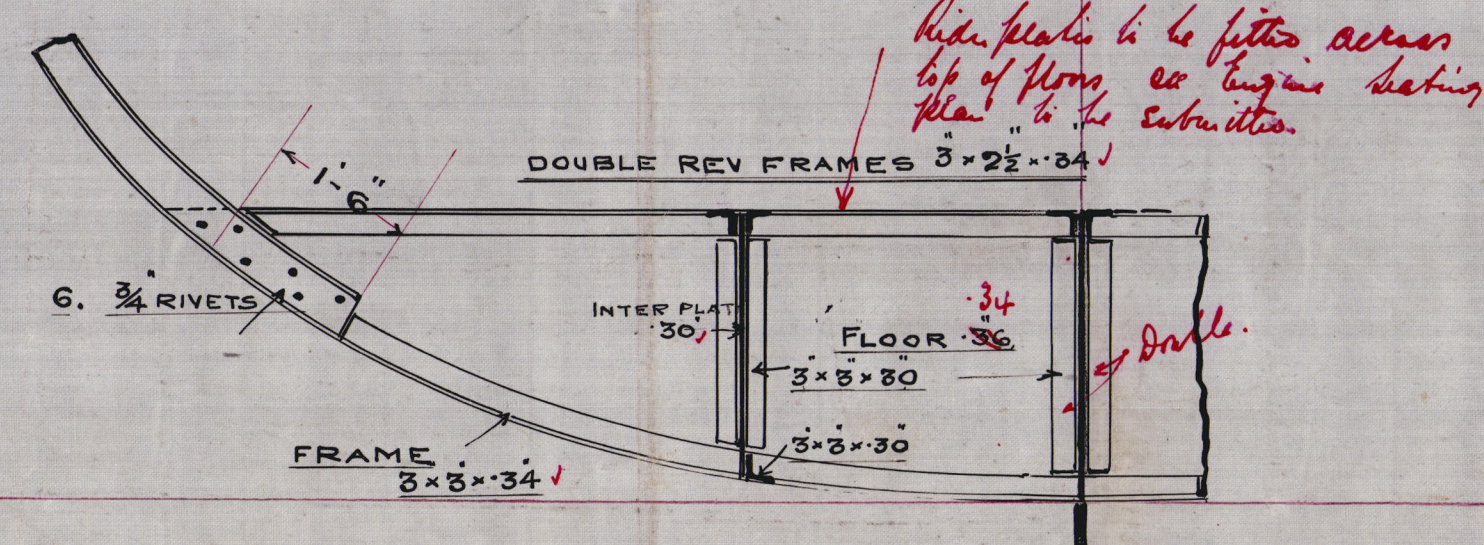 Rider plates to be fitted across
top of floors as Engine Seating
plan to be submitted.
DOUBLE REV FRAMES 3" × 2½" × .34" ✓
1'-6"
6. ¾" RIVETS
INTER PLAT
.30" ✓
.34
FLOOR .36"
Double.
3" × 3" × 30"
3" × 3" × .30"
FRAME
3" × 3" × .34" ✓